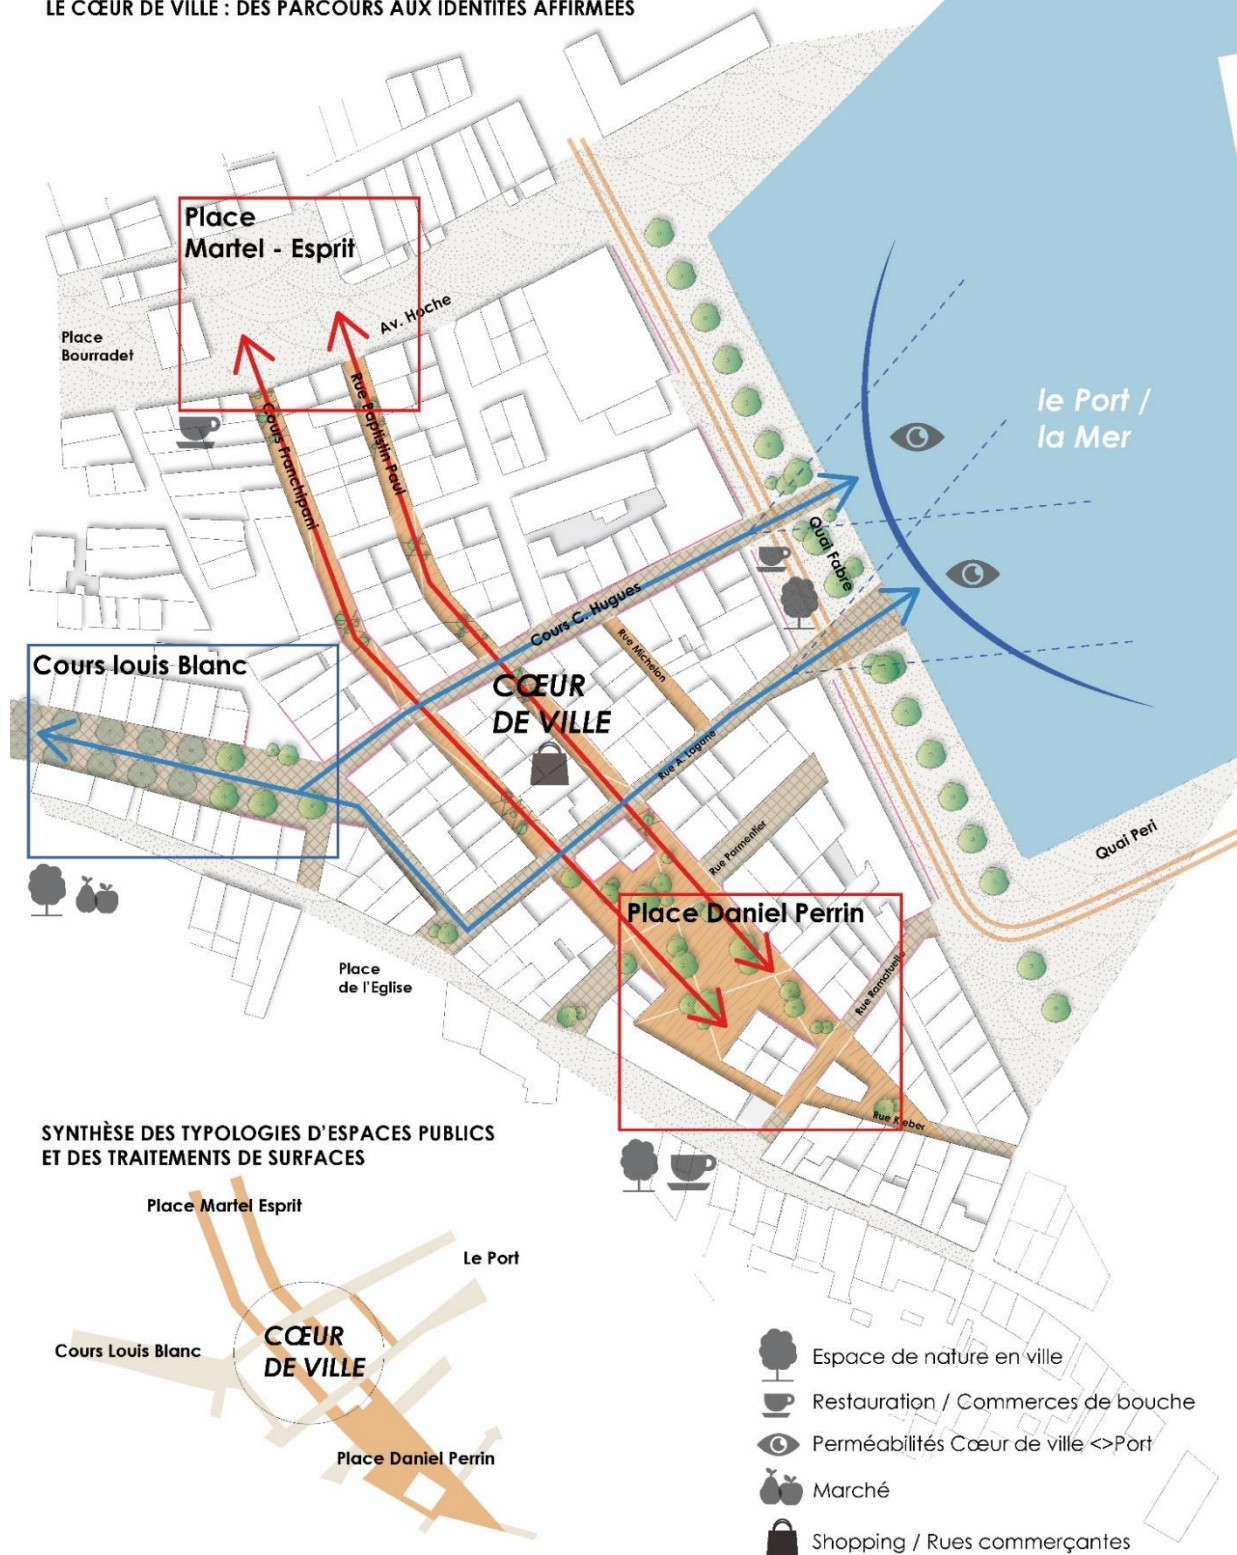 LE CŒUR DE VILLE : DES PARCOURS AUX IDENTITES AFFIRMEES
Place
Martel - Esprit
Av. Hoche
Place
Bourradet
Cours Franchipani
Rue Baptistin Paul
le Port /
la Mer
Quai Fabre
Cours C. Hugues
Rue Michelon
Cours louis Blanc
CŒUR
DE VILLE
Rue A. Lagane
Rue Parmentier
Quai Peri
Place Daniel Perrin
Place
de l'Eglise
Rue Ramatuelle
Rue Kleber
SYNTHÈSE DES TYPOLOGIES D'ESPACES PUBLICS
ET DES TRAITEMENTS DE SURFACES
Place Martel Esprit
Le Port
Cours Louis Blanc
CŒUR
DE VILLE
Place Daniel Perrin
Espace de nature en ville
Restauration / Commerces de bouche
Perméabilités Cœur de ville <>Port
Marché
Shopping / Rues commerçantes